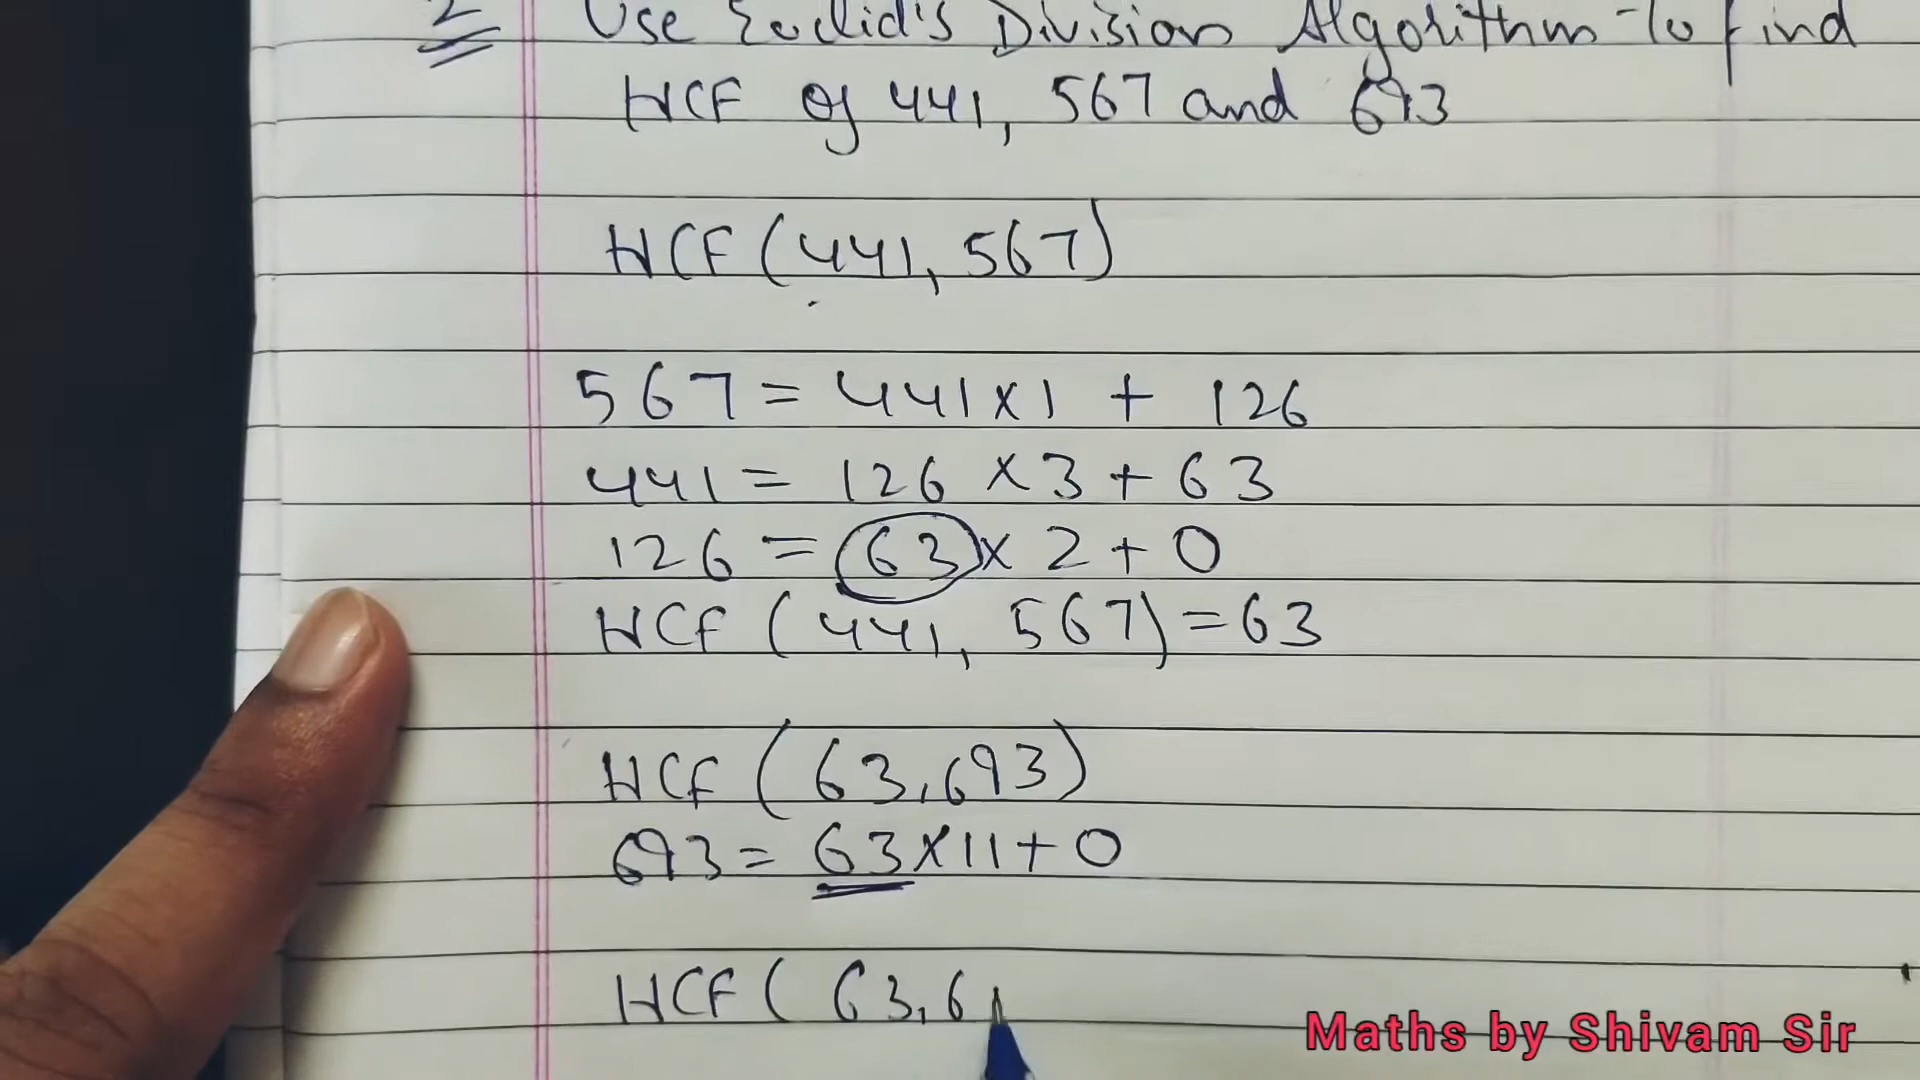 2 Use Euclid's Division Algorithm to find
HCF of 441, 567 and 693
HCF (441, 567)
567 = 441 x 1 + 126
441 = 126 x 3 + 63
126 = 63 x 2 + 0
HCF (441, 567) = 63
HCF (63, 693)
693 = 63 x 11 + 0
HCF ( 63, 6
Maths by Shivam Sir